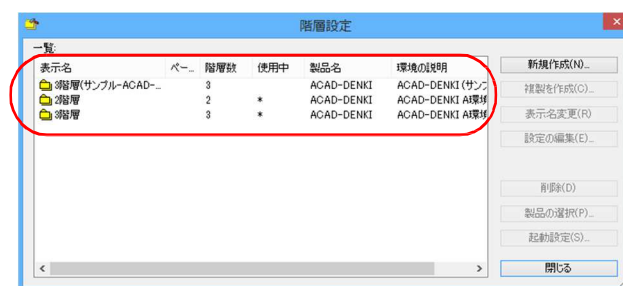 階層設定
一覧:
表示名 ペー... 階層数 使用中 製品名 環境の説明
3階層(サンプル-ACAD-... 3 ACAD-DENKI ACAD-DENKI (サンプ
2階層 2 * ACAD-DENKI ACAD-DENKI AI環境
3階層 3 * ACAD-DENKI ACAD-DENKI AI環境
新規作成(N)...
複製を作成(C)...
表示名変更(R)
設定の編集(E)...
削除(D)
製品の選択(P)...
起動設定(S)...
閉じる